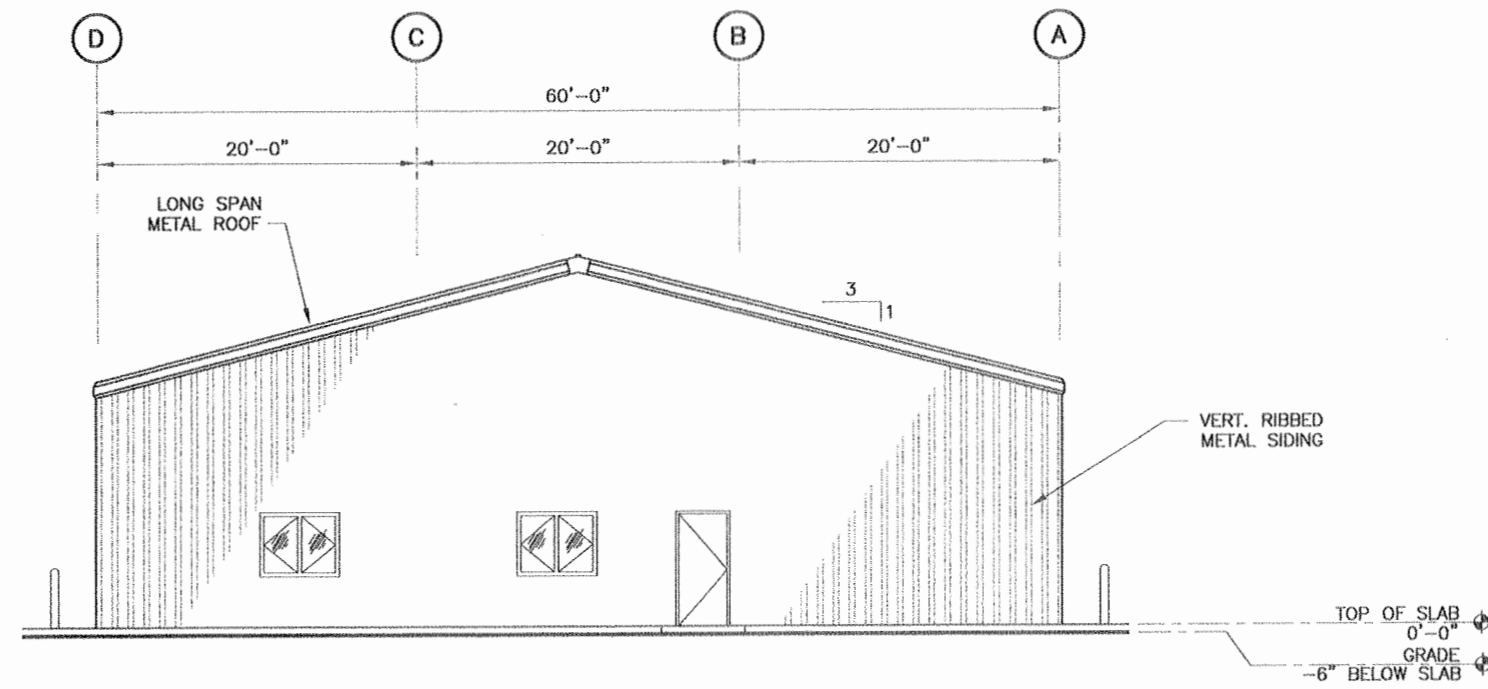 D C B A
60'-0"
20'-0" 20'-0" 20'-0"
LONG SPAN
METAL ROOF
3
1
VERT. RIBBED
METAL SIDING
TOP OF SLAB
0'-0"
GRADE
-6" BELOW SLAB